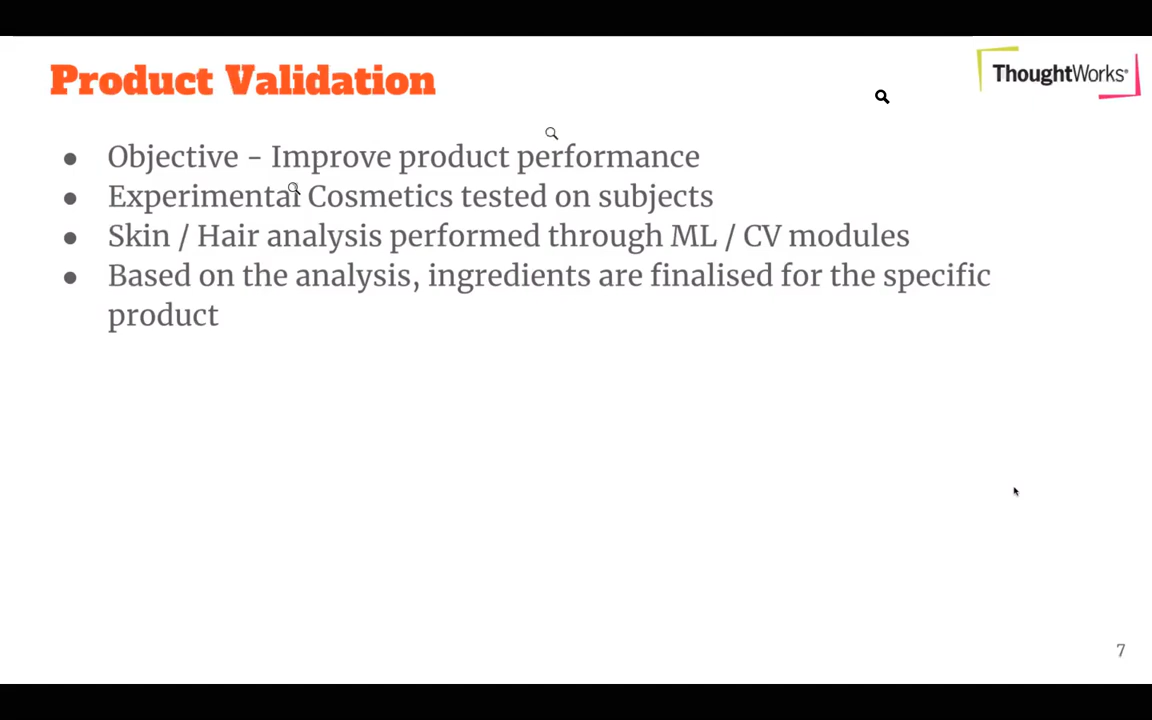 Product Validation
ThoughtWorks®
● Objective - Improve product performance
● Experimental Cosmetics tested on subjects
● Skin / Hair analysis performed through ML / CV modules
● Based on the analysis, ingredients are finalised for the specific
product
7